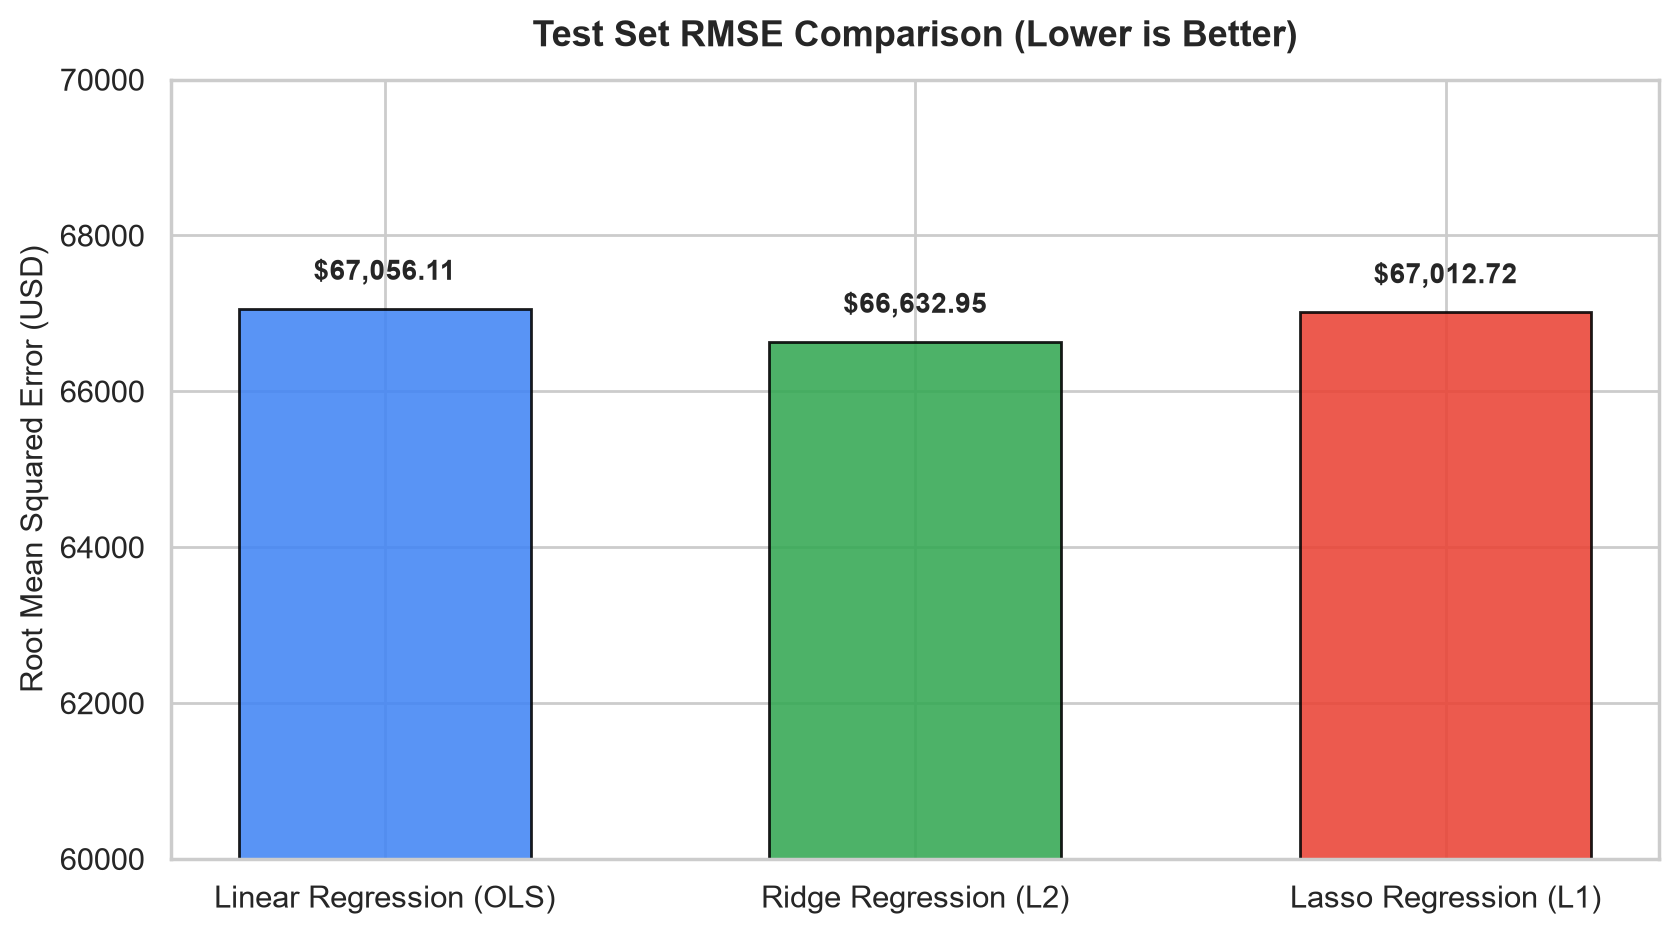 Test Set RMSE Comparison (Lower is Better)
Root Mean Squared Error (USD)
70000
68000
66000
64000
62000
60000
$67,056.11
$66,632.95
$67,012.72
Linear Regression (OLS)
Ridge Regression (L2)
Lasso Regression (L1)